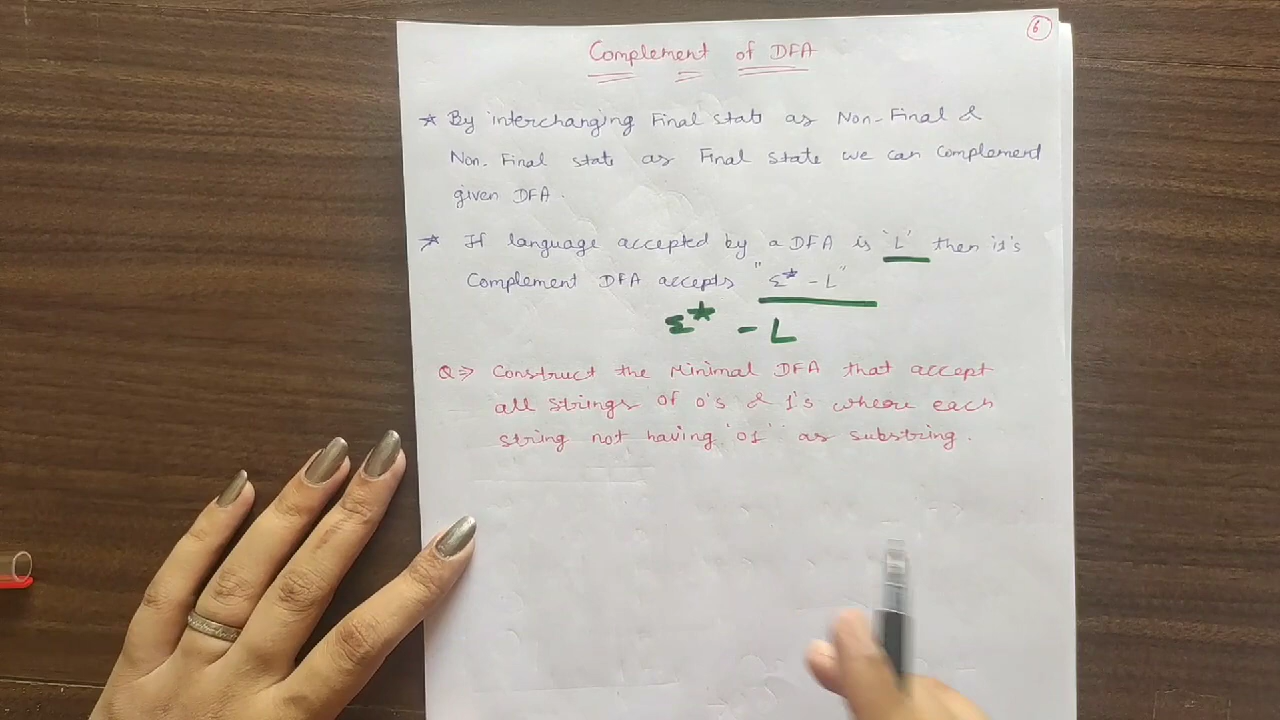 6
Complement of DFA
★ By interchanging Final state as Non-Final &
Non-Final state as Final State we can Complement
given DFA.
★ If language accepted by a DFA is 'L' then it's
Complement DFA accepts "Σ* - L"
Σ* - L
Q⇒ Construct the Minimal DFA that accept
all Strings of 0's & 1's where each
string not having '01' as substring.